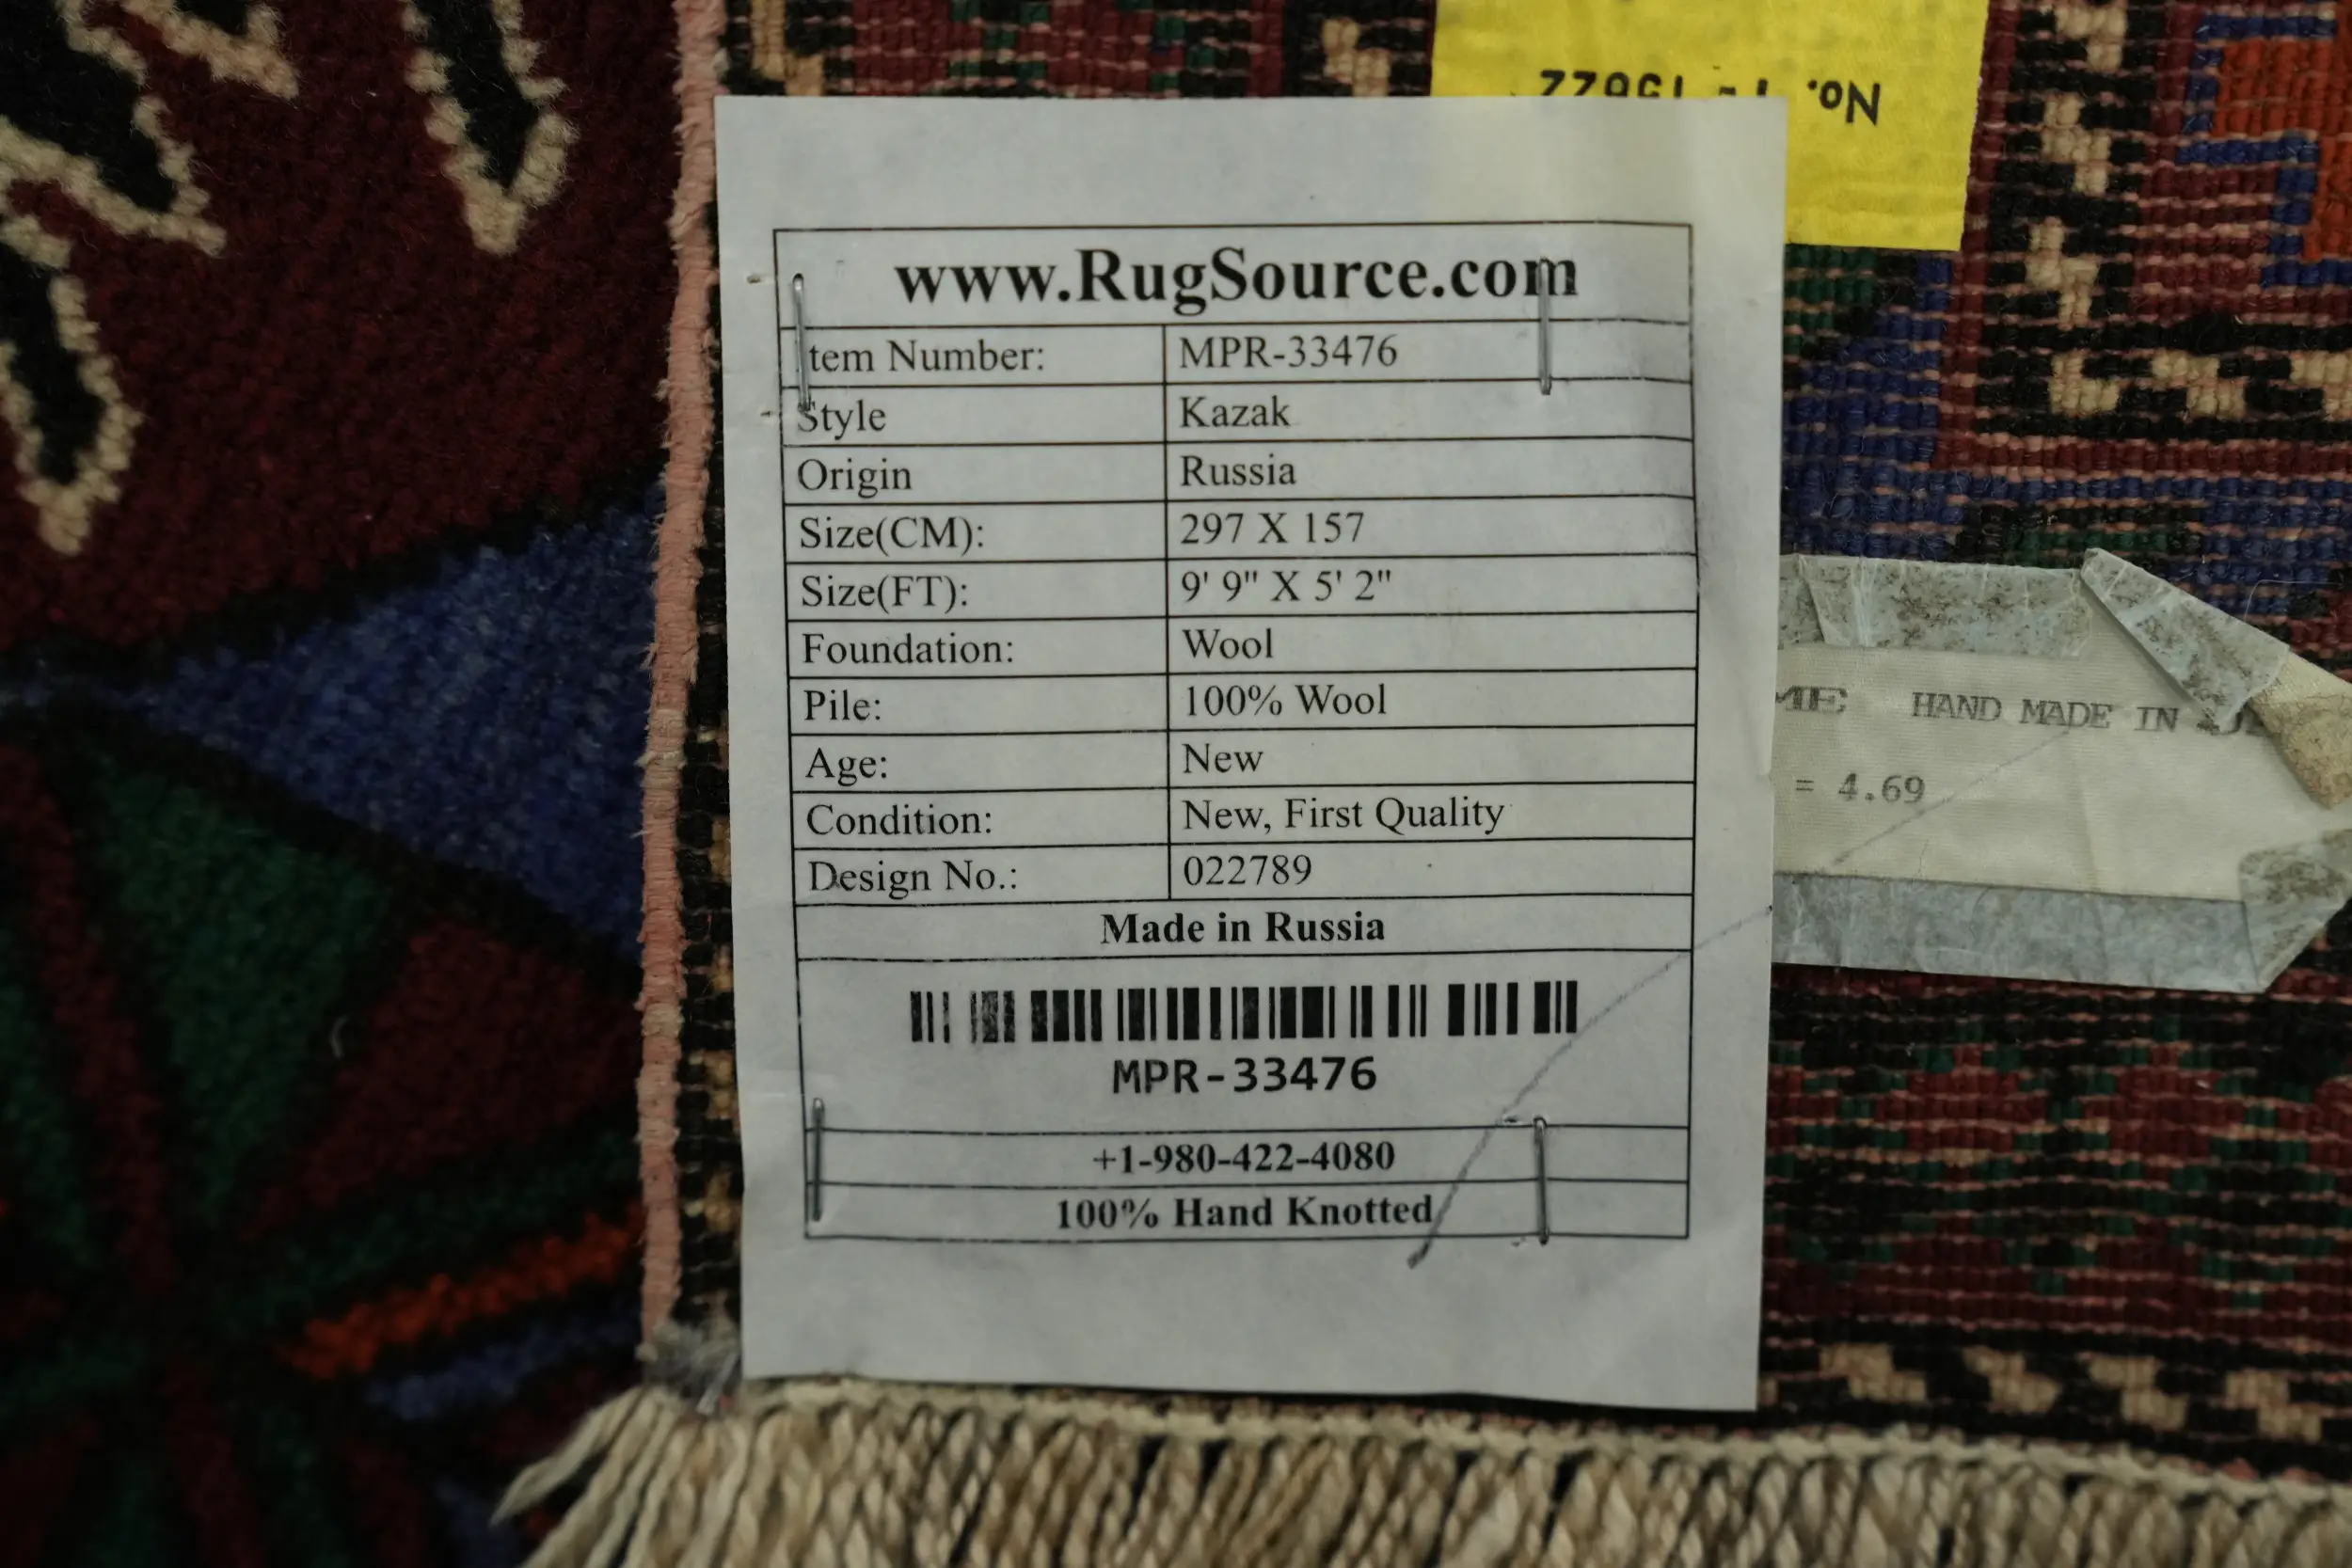 No.
www.RugSource.com
tem Number: MPR-33476
Style Kazak
Origin Russia
Size(CM): 297 X 157
Size(FT): 9' 9" X 5' 2"
Foundation: Wool
Pile: 100% Wool
Age: New
Condition: New, First Quality
Design No.: 022789
Made in Russia
MPR-33476
+1-980-422-4080
100% Hand Knotted
ME HAND MADE IN
= 4.69